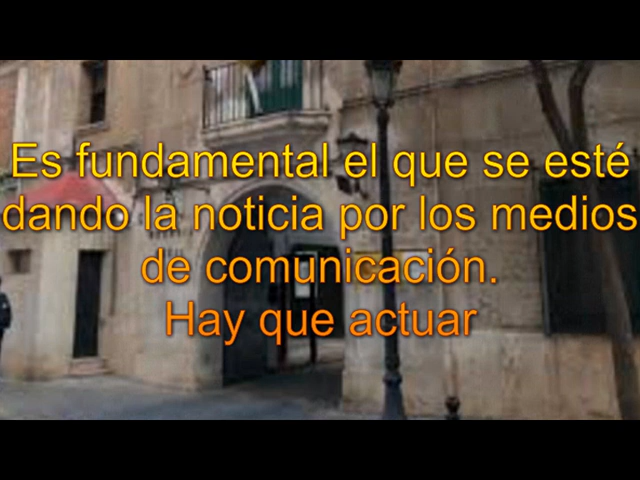 Es fundamental el que se esté
dando la noticia por los medios
de comunicación.
Hay que actuar